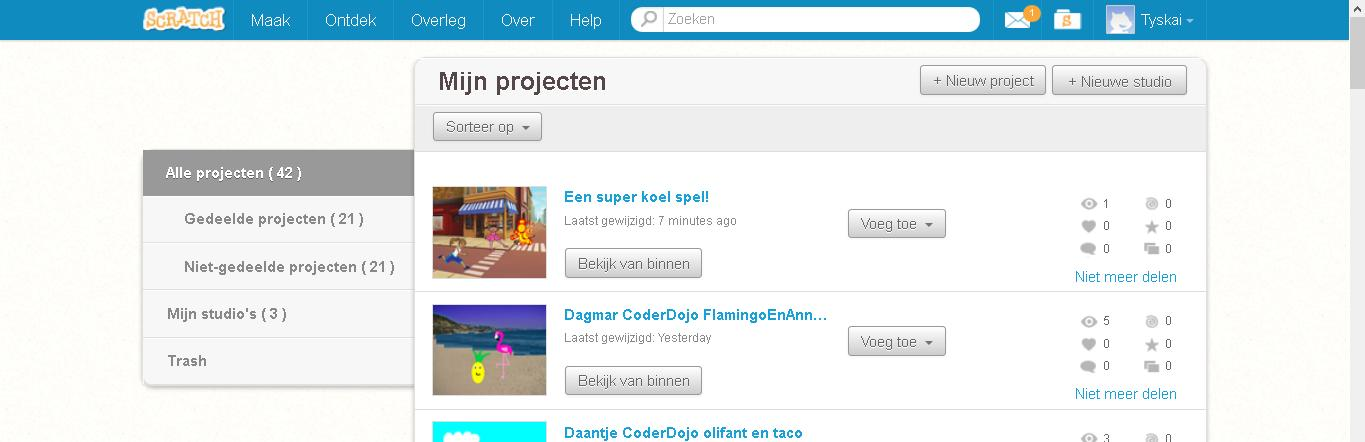 SCRATCH Maak Ontdek Overleg Over Help Zoeken 1 S Tyskai
Mijn projecten + Nieuw project + Nieuwe studio
Sorteer op
Alle projecten ( 42 )
Gedeelde projecten ( 21 )
Niet-gedeelde projecten ( 21 )
Mijn studio's ( 3 )
Trash
Een super koel spel!
Laatst gewijzigd: 7 minutes ago
Bekijk van binnen
Voeg toe
1 0
0 0
0 0
Niet meer delen
Dagmar CoderDojo FlamingoEnAnn...
Laatst gewijzigd: Yesterday
Bekijk van binnen
Voeg toe
5 0
0 0
0 0
Niet meer delen
Daantje CoderDojo olifant en taco
3 0